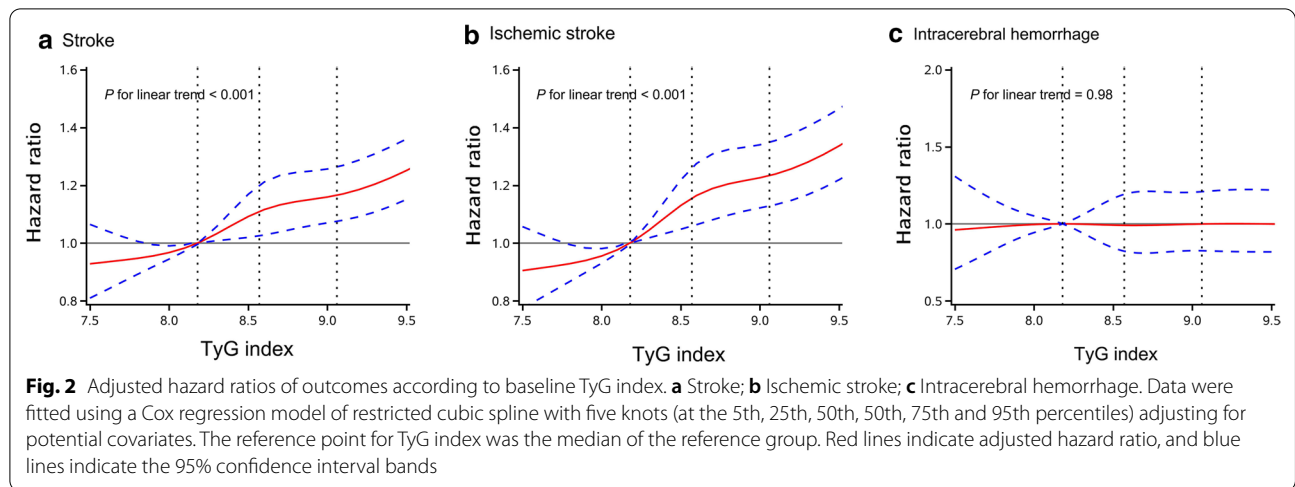 a Stroke
1.6
1.4
1.2
1.0
0.8
Hazard ratio
P for linear trend < 0.001
7.5 8.0 8.5 9.0 9.5
TyG index
b Ischemic stroke
1.6
1.4
1.2
1.0
0.8
Hazard ratio
P for linear trend < 0.001
7.5 8.0 8.5 9.0 9.5
TyG index
c Intracerebral hemorrhage
2.0
1.5
1.0
0.5
Hazard ratio
P for linear trend = 0.98
7.5 8.0 8.5 9.0 9.5
TyG index
Fig. 2 Adjusted hazard ratios of outcomes according to baseline TyG index. a Stroke; b Ischemic stroke; c Intracerebral hemorrhage. Data were
fitted using a Cox regression model of restricted cubic spline with five knots (at the 5th, 25th, 50th, 50th, 75th and 95th percentiles) adjusting for
potential covariates. The reference point for TyG index was the median of the reference group. Red lines indicate adjusted hazard ratio, and blue
lines indicate the 95% confidence interval bands